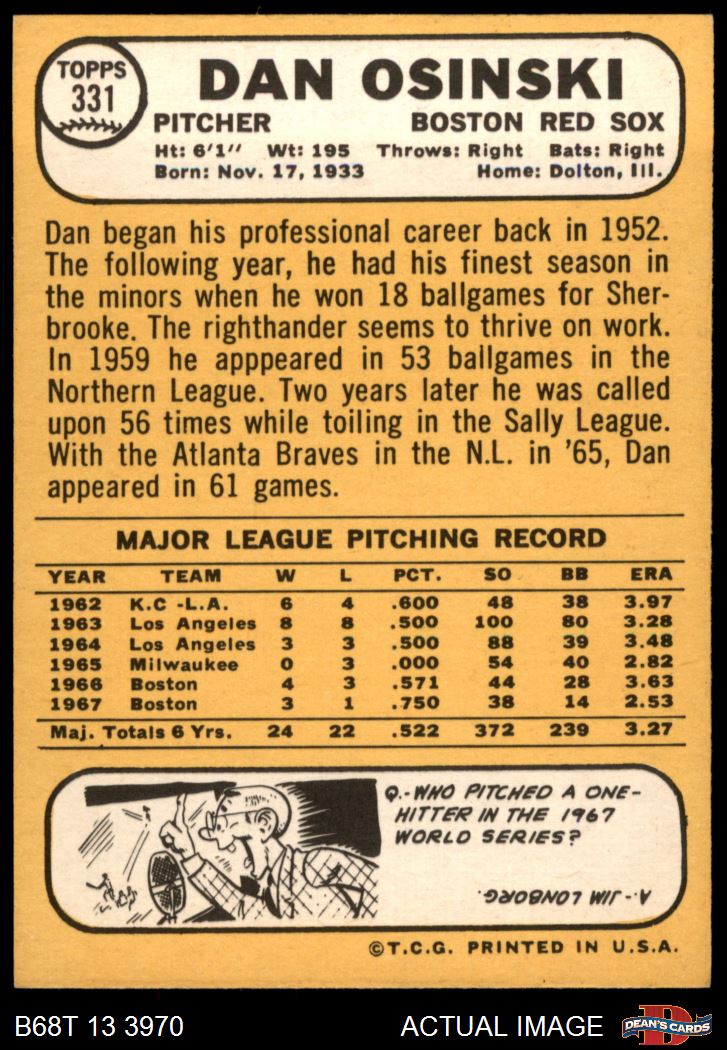 TOPPS
331
DAN OSINSKI
PITCHER BOSTON RED SOX
Ht: 6'1" Wt: 195 Throws: Right Bats: Right
Born: Nov. 17, 1933 Home: Dolton, Ill.
Dan began his professional career back in 1952.
The following year, he had his finest season in
the minors when he won 18 ballgames for Sher-
brooke. The righthander seems to thrive on work.
In 1959 he apppeared in 53 ballgames in the
Northern League. Two years later he was called
upon 56 times while toiling in the Sally League.
With the Atlanta Braves in the N.L. in '65, Dan
appeared in 61 games.
MAJOR LEAGUE PITCHING RECORD
YEAR TEAM W L PCT. SO BB ERA
1962 K.C -L.A. 6 4 .600 48 38 3.97
1963 Los Angeles 8 8 .500 100 80 3.28
1964 Los Angeles 3 3 .500 88 39 3.48
1965 Milwaukee 0 3 .000 54 40 2.82
1966 Boston 4 3 .571 44 28 3.63
1967 Boston 3 1 .750 38 14 2.53
Maj. Totals 6 Yrs. 24 22 .522 372 239 3.27
Q.-WHO PITCHED A ONE-
HITTER IN THE 1967
WORLD SERIES?
A.-JIM LONBORG.
©T.C.G. PRINTED IN U.S.A.
B68T 13 3970 ACTUAL IMAGE DEAN'S CARDS